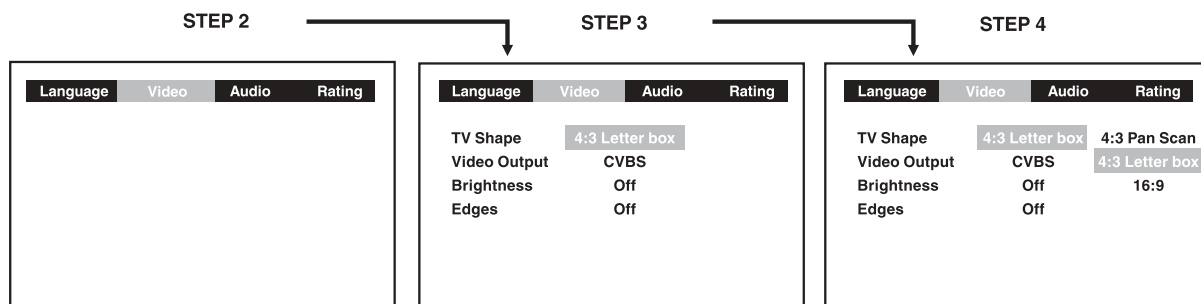 STEP 2
STEP 3
STEP 4
Language Video Audio Rating
Language Video Audio Rating
TV Shape 4:3 Letter box
Video Output CVBS
Brightness Off
Edges Off
Language Video Audio Rating
TV Shape 4:3 Letter box 4:3 Pan Scan
Video Output CVBS 4:3 Letter box
Brightness Off 16:9
Edges Off